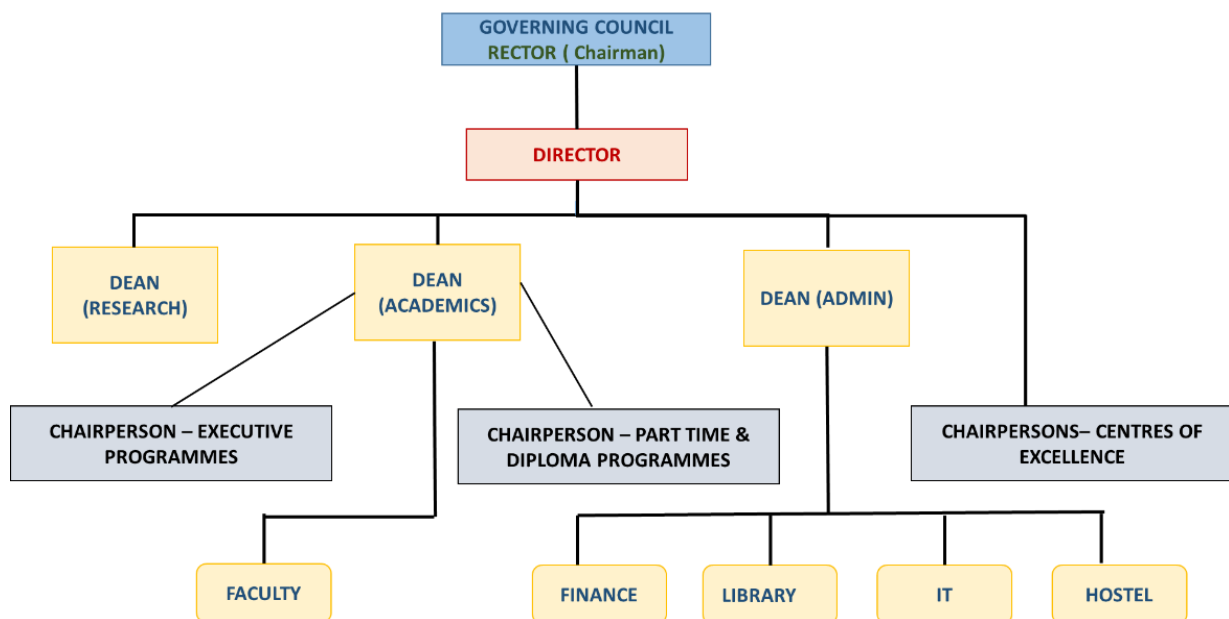 GOVERNING COUNCIL
RECTOR ( Chairman)
DIRECTOR
DEAN
(RESEARCH)
DEAN
(ACADEMICS)
DEAN (ADMIN)
CHAIRPERSON – EXECUTIVE
PROGRAMMES
CHAIRPERSON – PART TIME &
DIPLOMA PROGRAMMES
CHAIRPERSONS– CENTRES OF
EXCELLENCE
FACULTY
FINANCE
LIBRARY
IT
HOSTEL